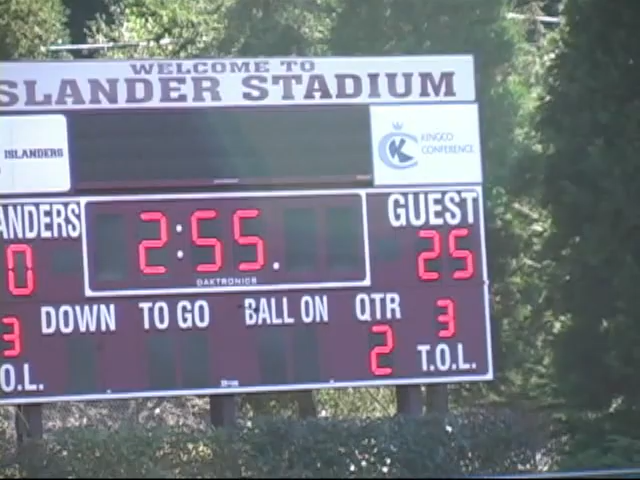 WELCOME TO
SLANDER STADIUM
ISLANDERS
KINGCO
CONFERENCE
ANDERS
2:55.
GUEST
0
25
DAKTRONICS
DOWN TO GO BALL ON QTR
3
2
3
O.L.
T.O.L.